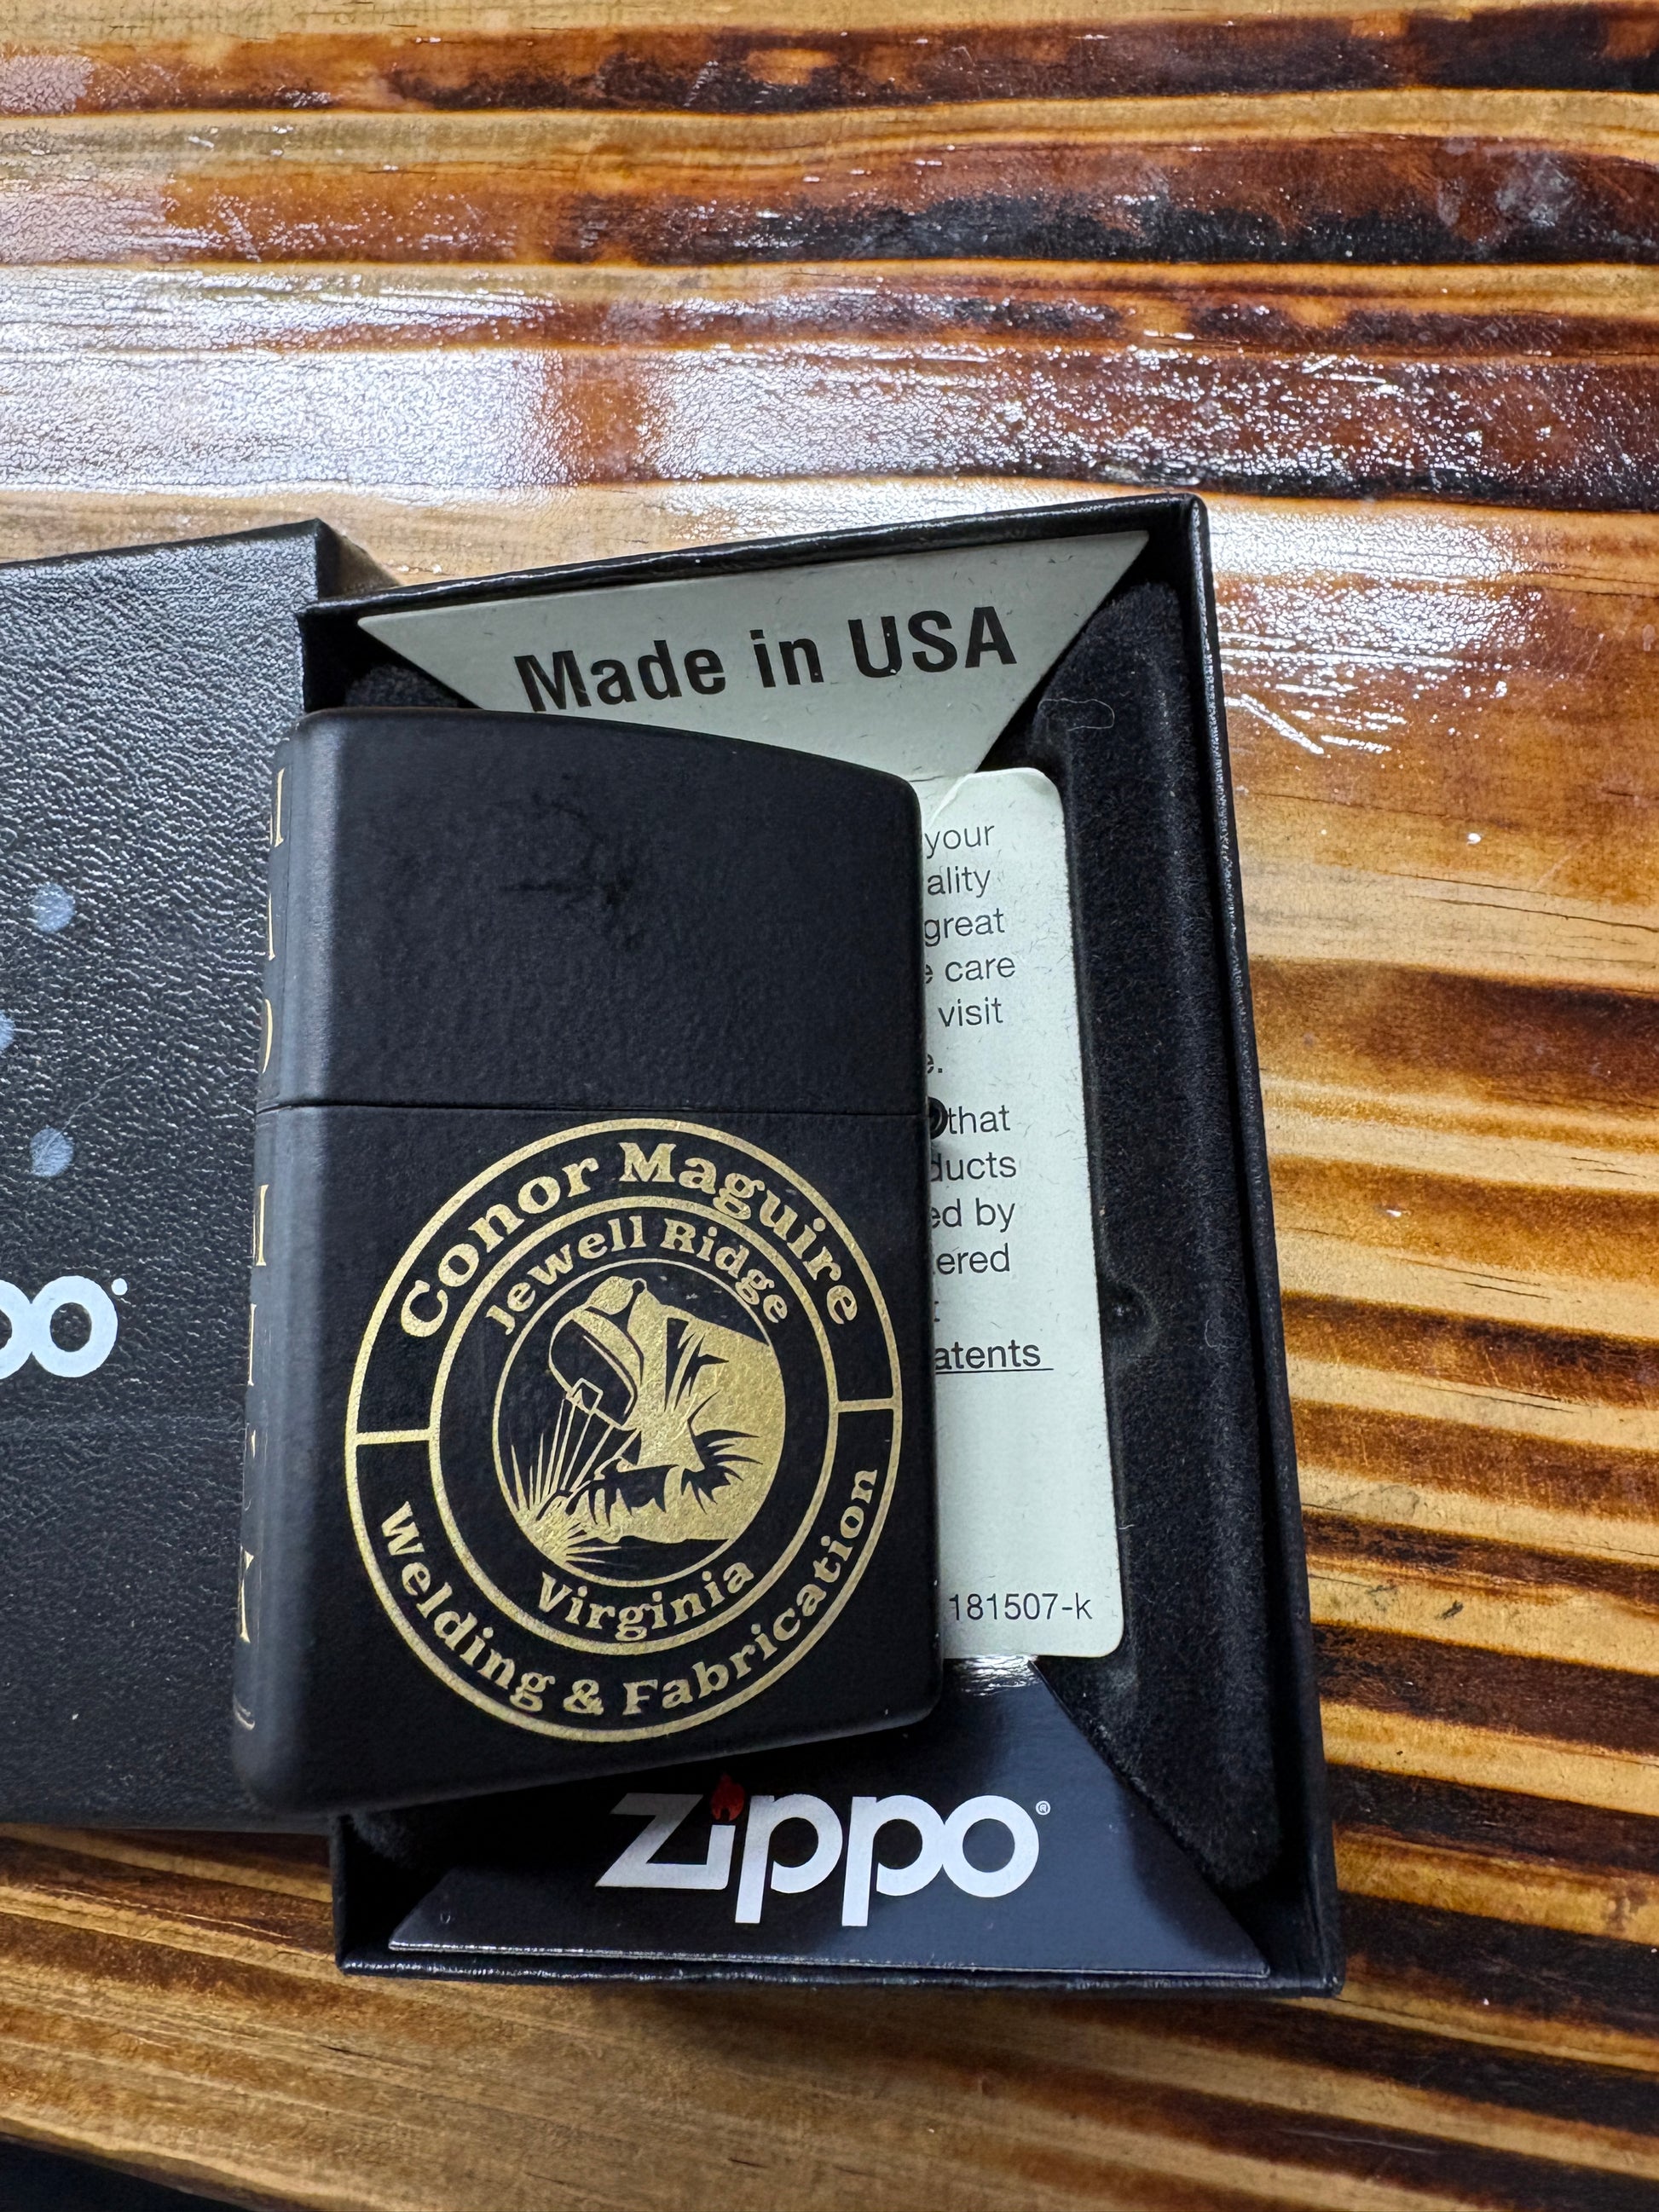 Made in USA
your
ality
great
care
visit
that
ducts
ed by
ered
atents
181507-k
Conor Maguire
Jewell Ridge
Virginia
Welding & Fabrication
zippo®